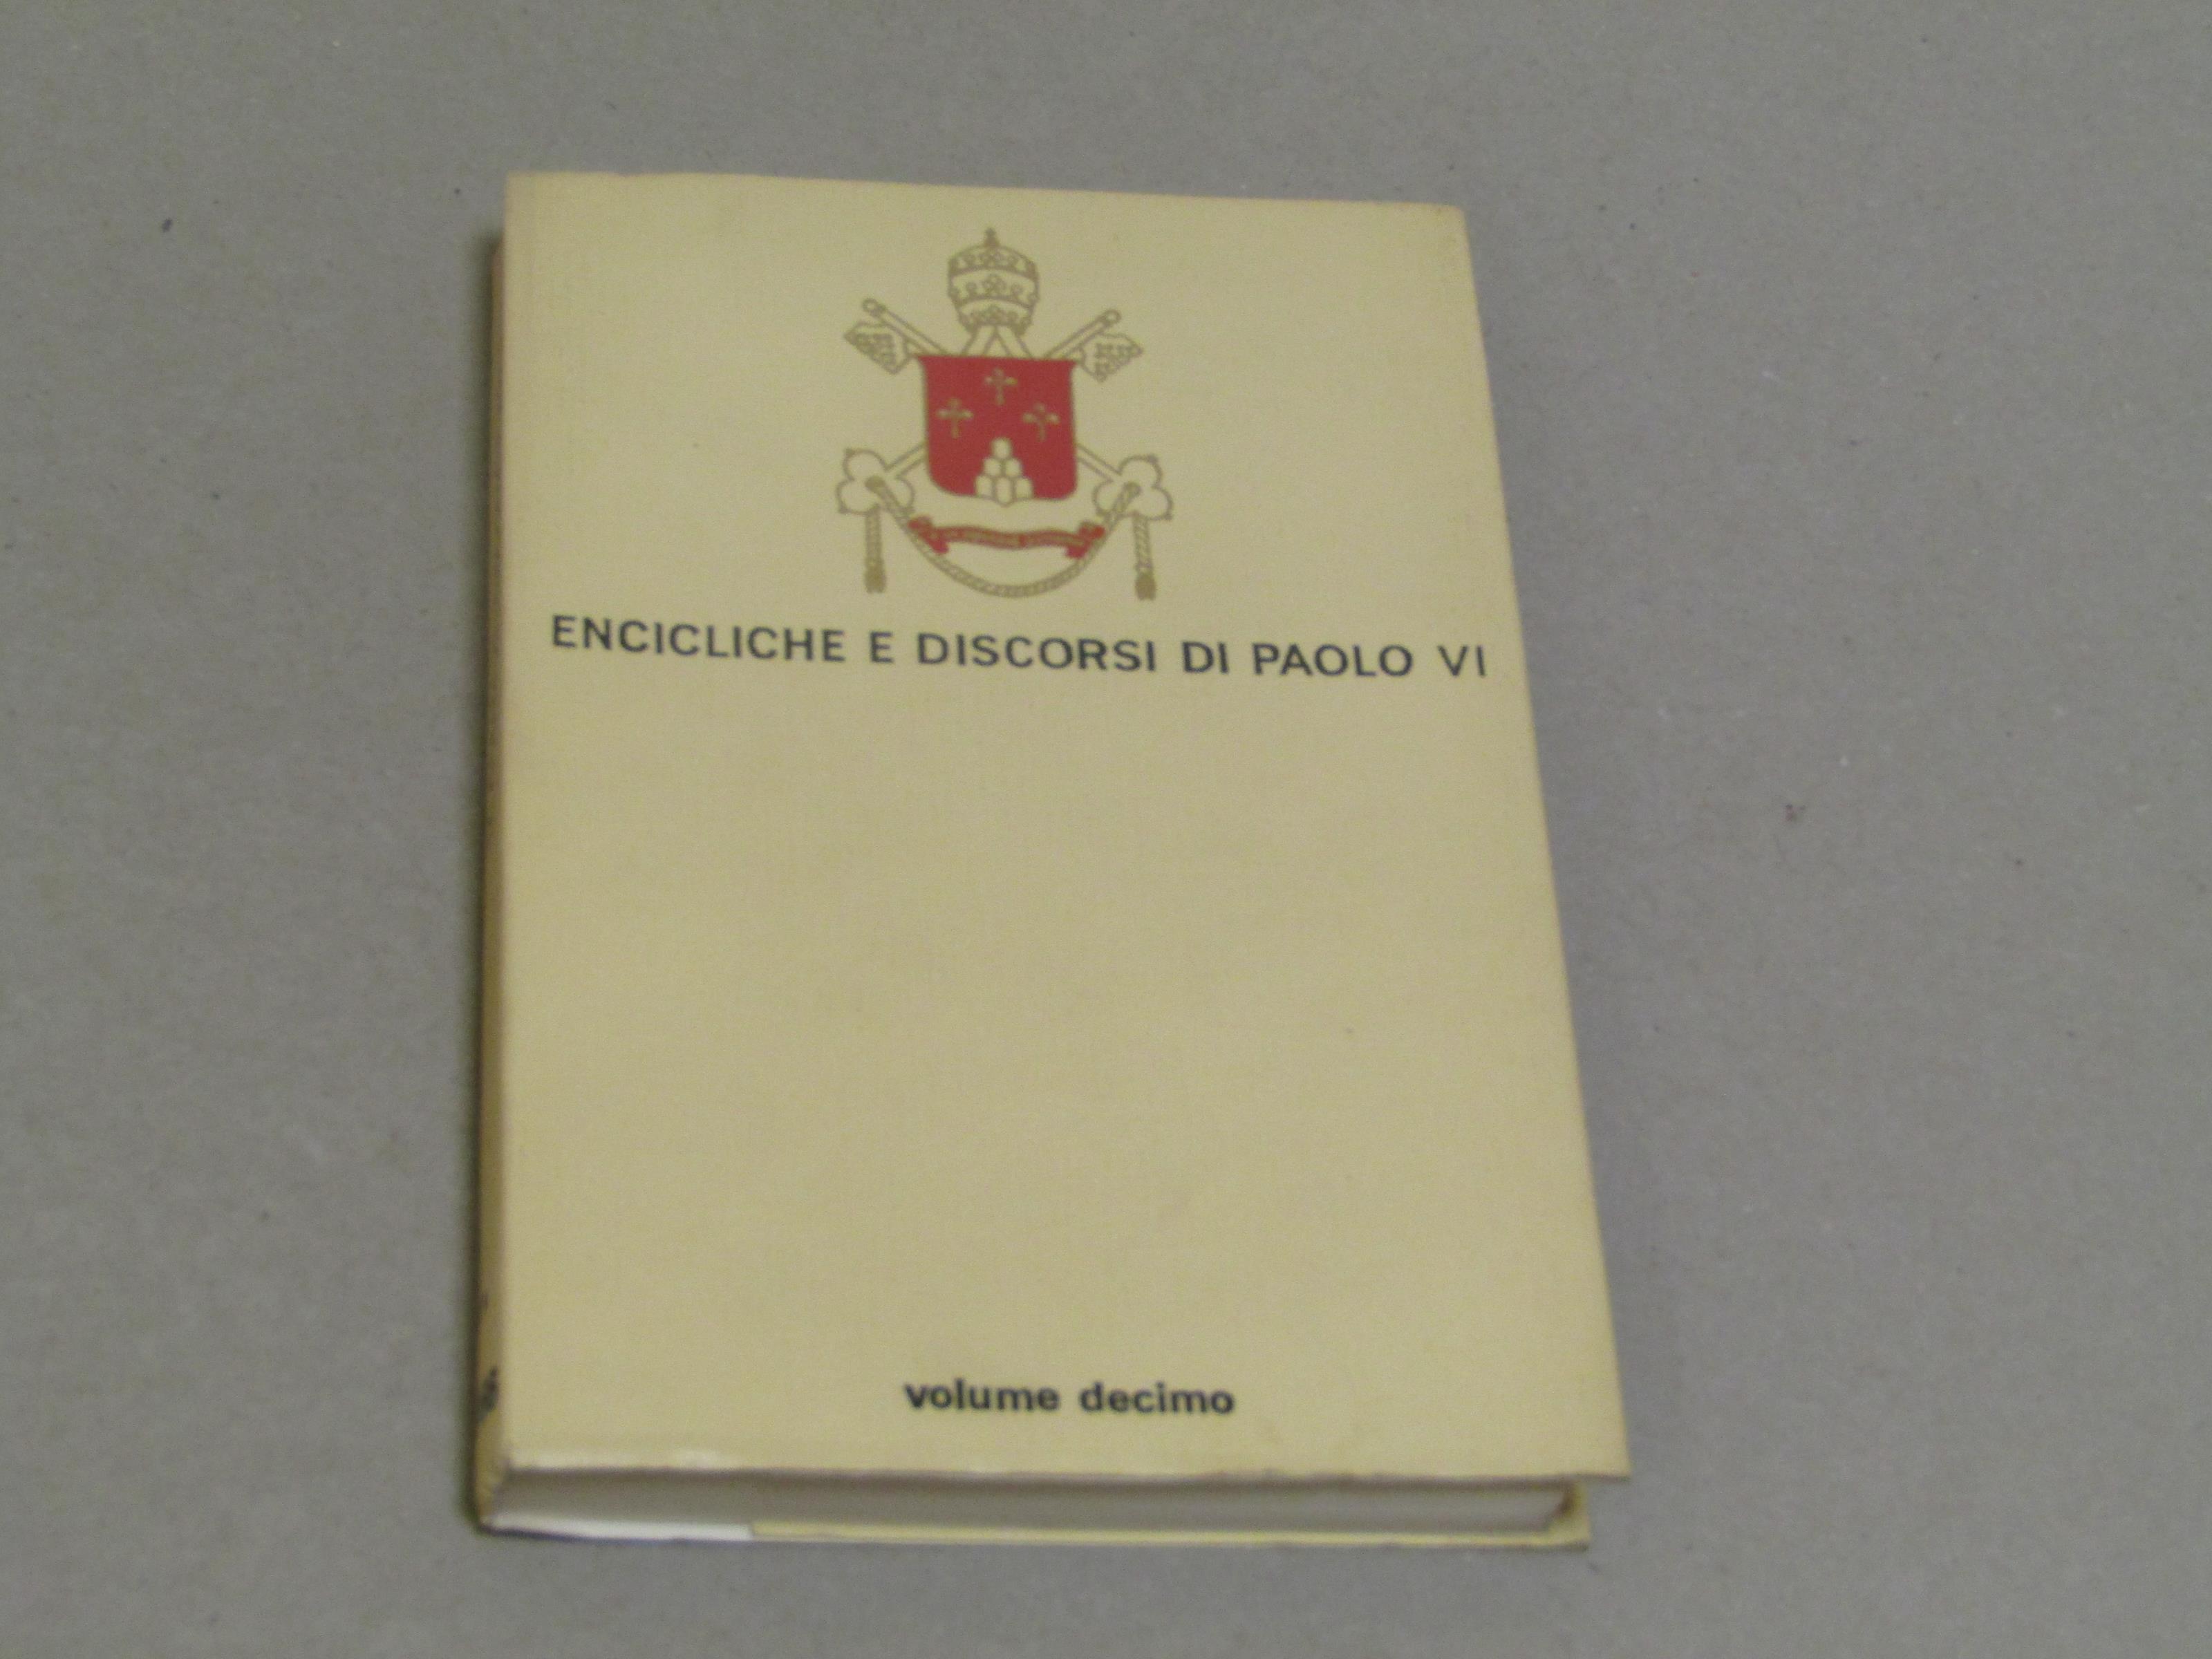 ENCICLICHE E DISCORSI DI PAOLO VI
volume decimo